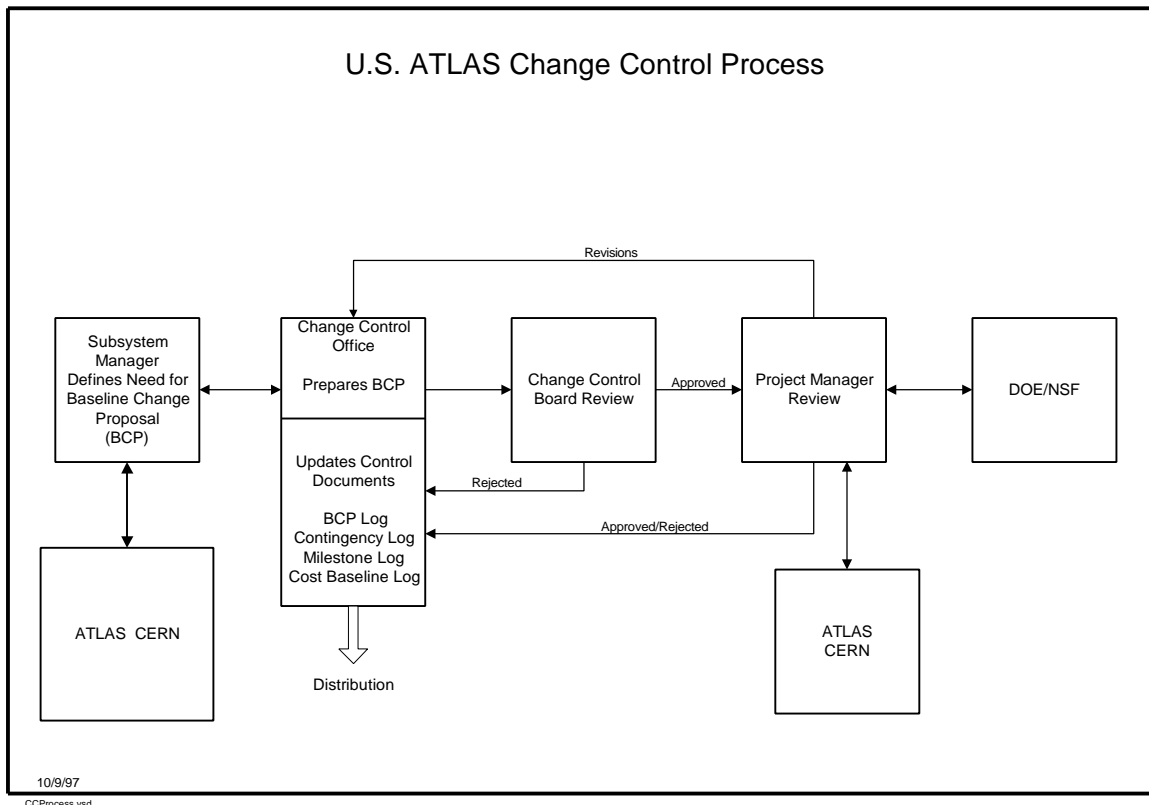 U.S. ATLAS Change Control Process
Revisions
Subsystem
Manager
Defines Need for
Baseline Change
Proposal
(BCP)
Change Control
Office
Prepares BCP
Change Control
Board Review
Approved
Project Manager
Review
DOE/NSF
Updates Control
Documents
BCP Log
Contingency Log
Milestone Log
Cost Baseline Log
Rejected
Approved/Rejected
ATLAS CERN
ATLAS
CERN
Distribution
10/9/97
CCProcess.vsd